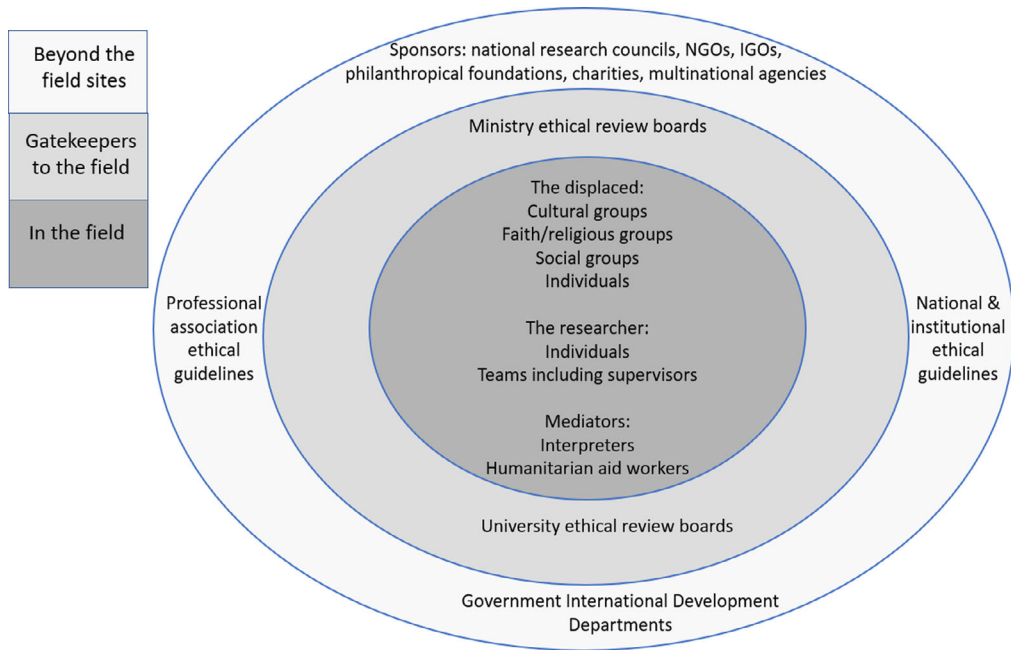 Beyond the
field sites
Gatekeepers
to the field
In the field
Sponsors: national research councils, NGOs, IGOs,
philanthropical foundations, charities, multinational agencies
Ministry ethical review boards
The displaced:
Cultural groups
Faith/religious groups
Social groups
Individuals
The researcher:
Individuals
Teams including supervisors
Mediators:
Interpreters
Humanitarian aid workers
Professional
association
ethical
guidelines
National &
institutional
ethical
guidelines
University ethical review boards
Government International Development
Departments